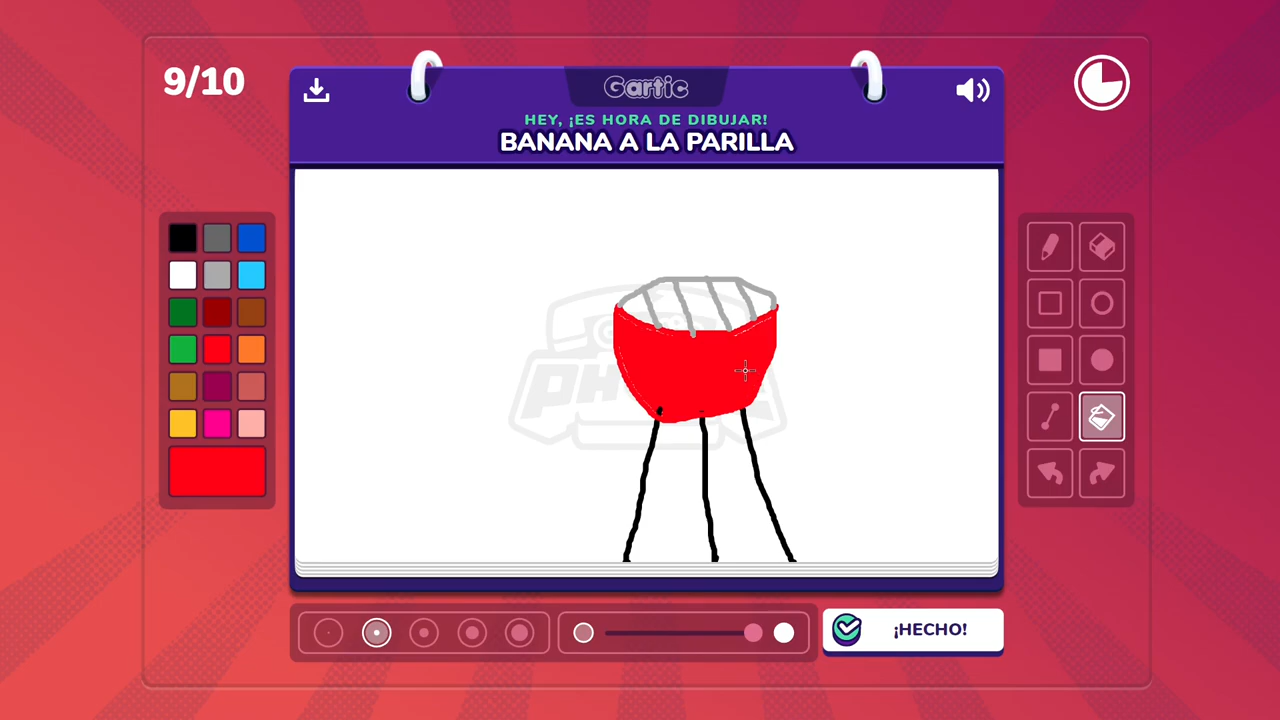 9/10
Gartic
HEY, ¡ES HORA DE DIBUJAR!
BANANA A LA PARILLA
¡HECHO!